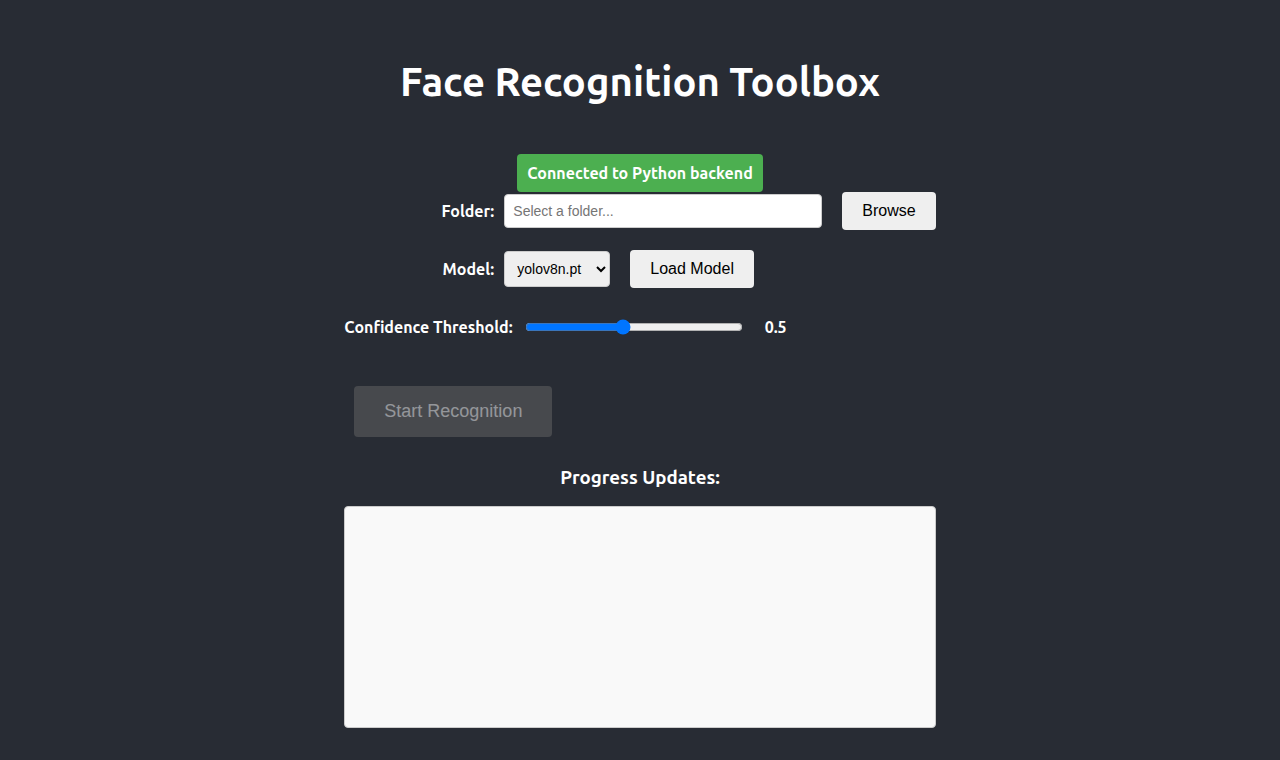 Face Recognition Toolbox
Connected to Python backend
Folder: Select a folder... Browse
Model: yolov8n.pt Load Model
Confidence Threshold: 0.5
Start Recognition
Progress Updates: